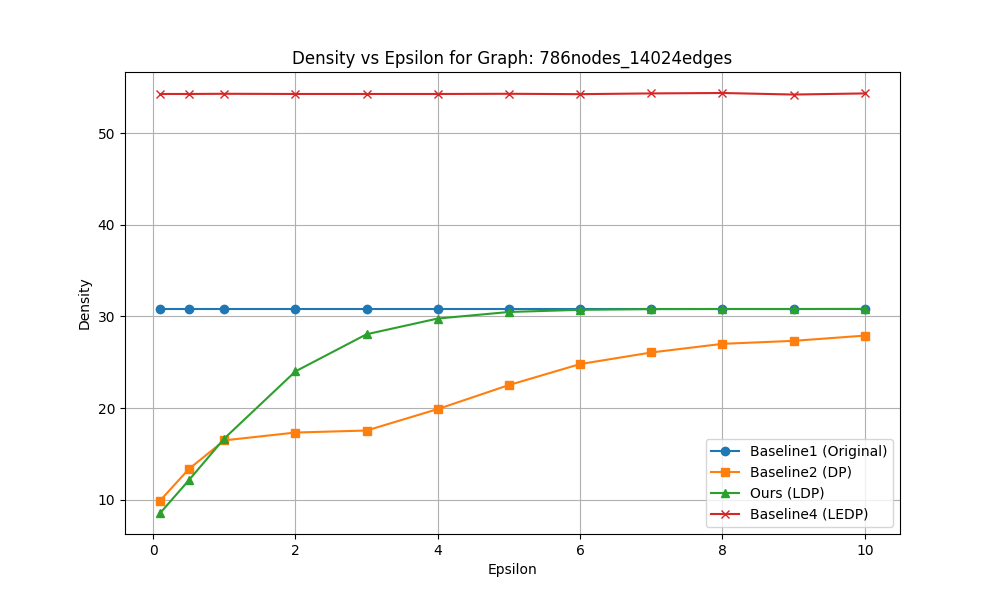 Density vs Epsilon for Graph: 786nodes_14024edges
Density
50
40
30
20
10
0
2
4
6
8
10
Epsilon
Baseline1 (Original)
Baseline2 (DP)
Ours (LDP)
Baseline4 (LEDP)